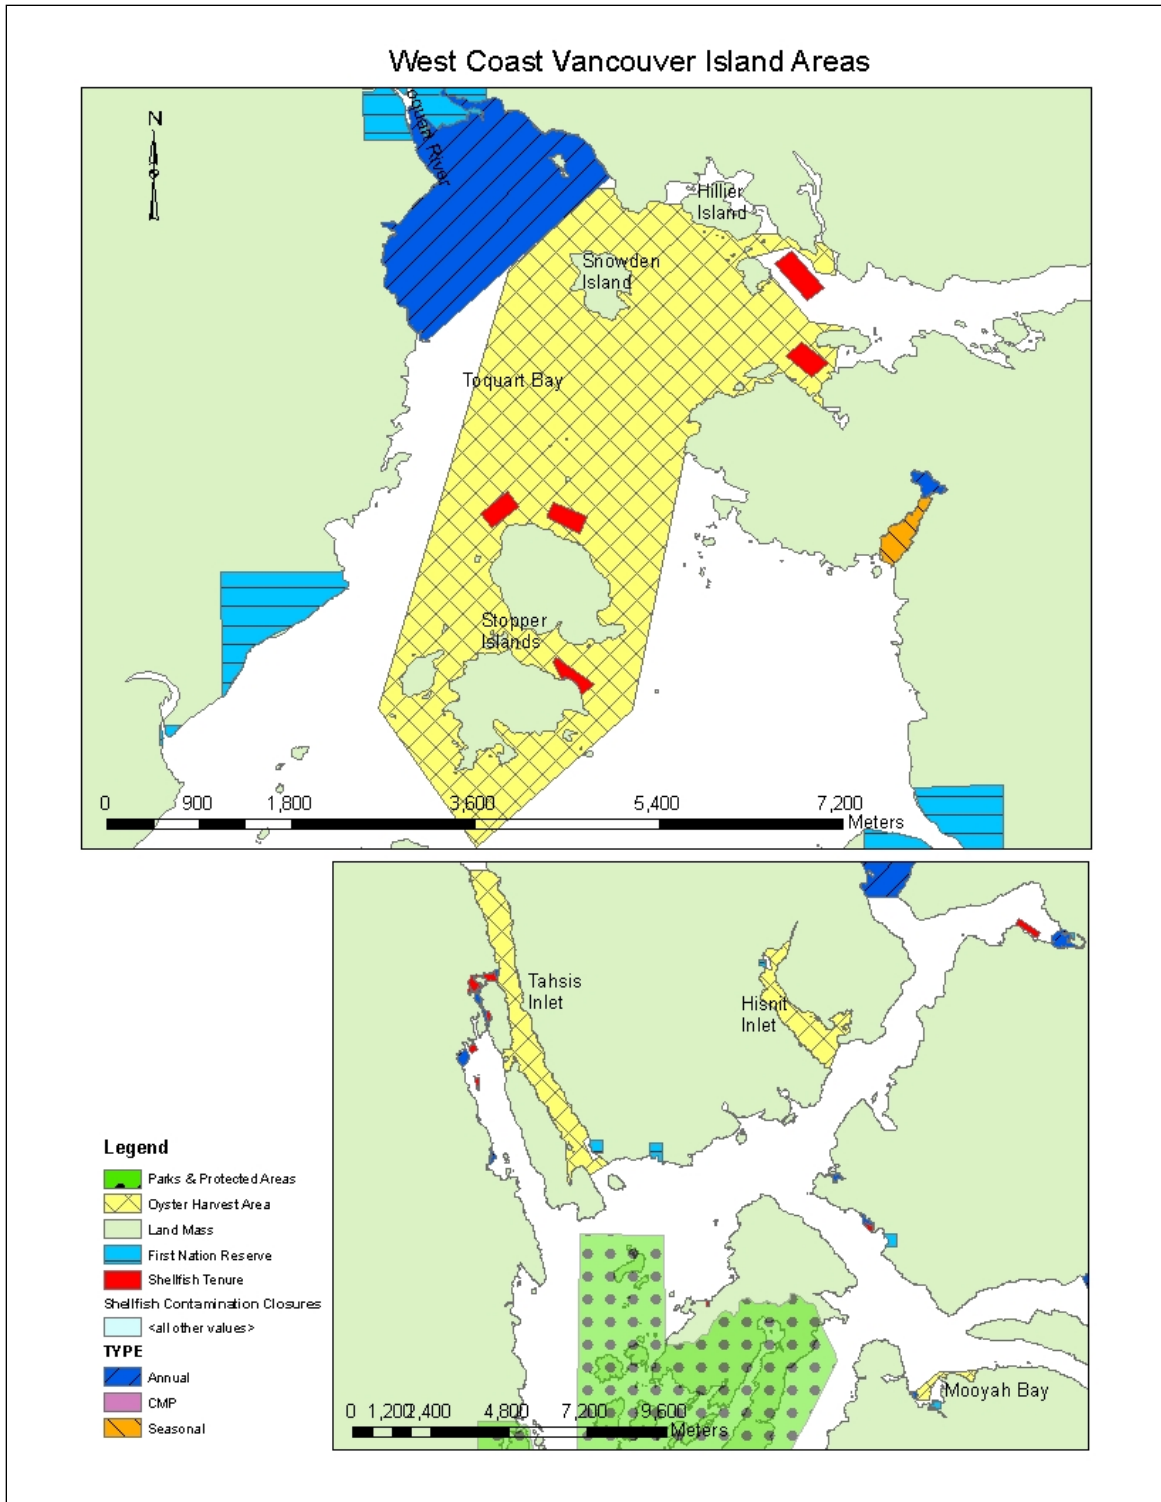 West Coast Vancouver Island Areas
N
oquart River
Hillier
Island
Snowden
Island
Toquart Bay
Stopper
Islands
0 900 1,800 3,600 5,400 7,200
Meters
Tahsis
Inlet
Hisnit
Inlet
Mooyah Bay
0 1,200 2,400 4,800 7,200 9,600
Meters
Legend
Parks & Protected Areas
Oyster Harvest Area
Land Mass
First Nation Reserve
Shellfish Tenure
Shellfish Contamination Closures
<all other values>
TYPE
Annual
CMP
Seasonal